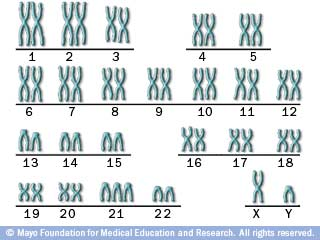 1 2 3 4 5
6 7 8 9 10 11 12
13 14 15 16 17 18
19 20 21 22 X Y
© Mayo Foundation for Medical Education and Research. All rights reserved.